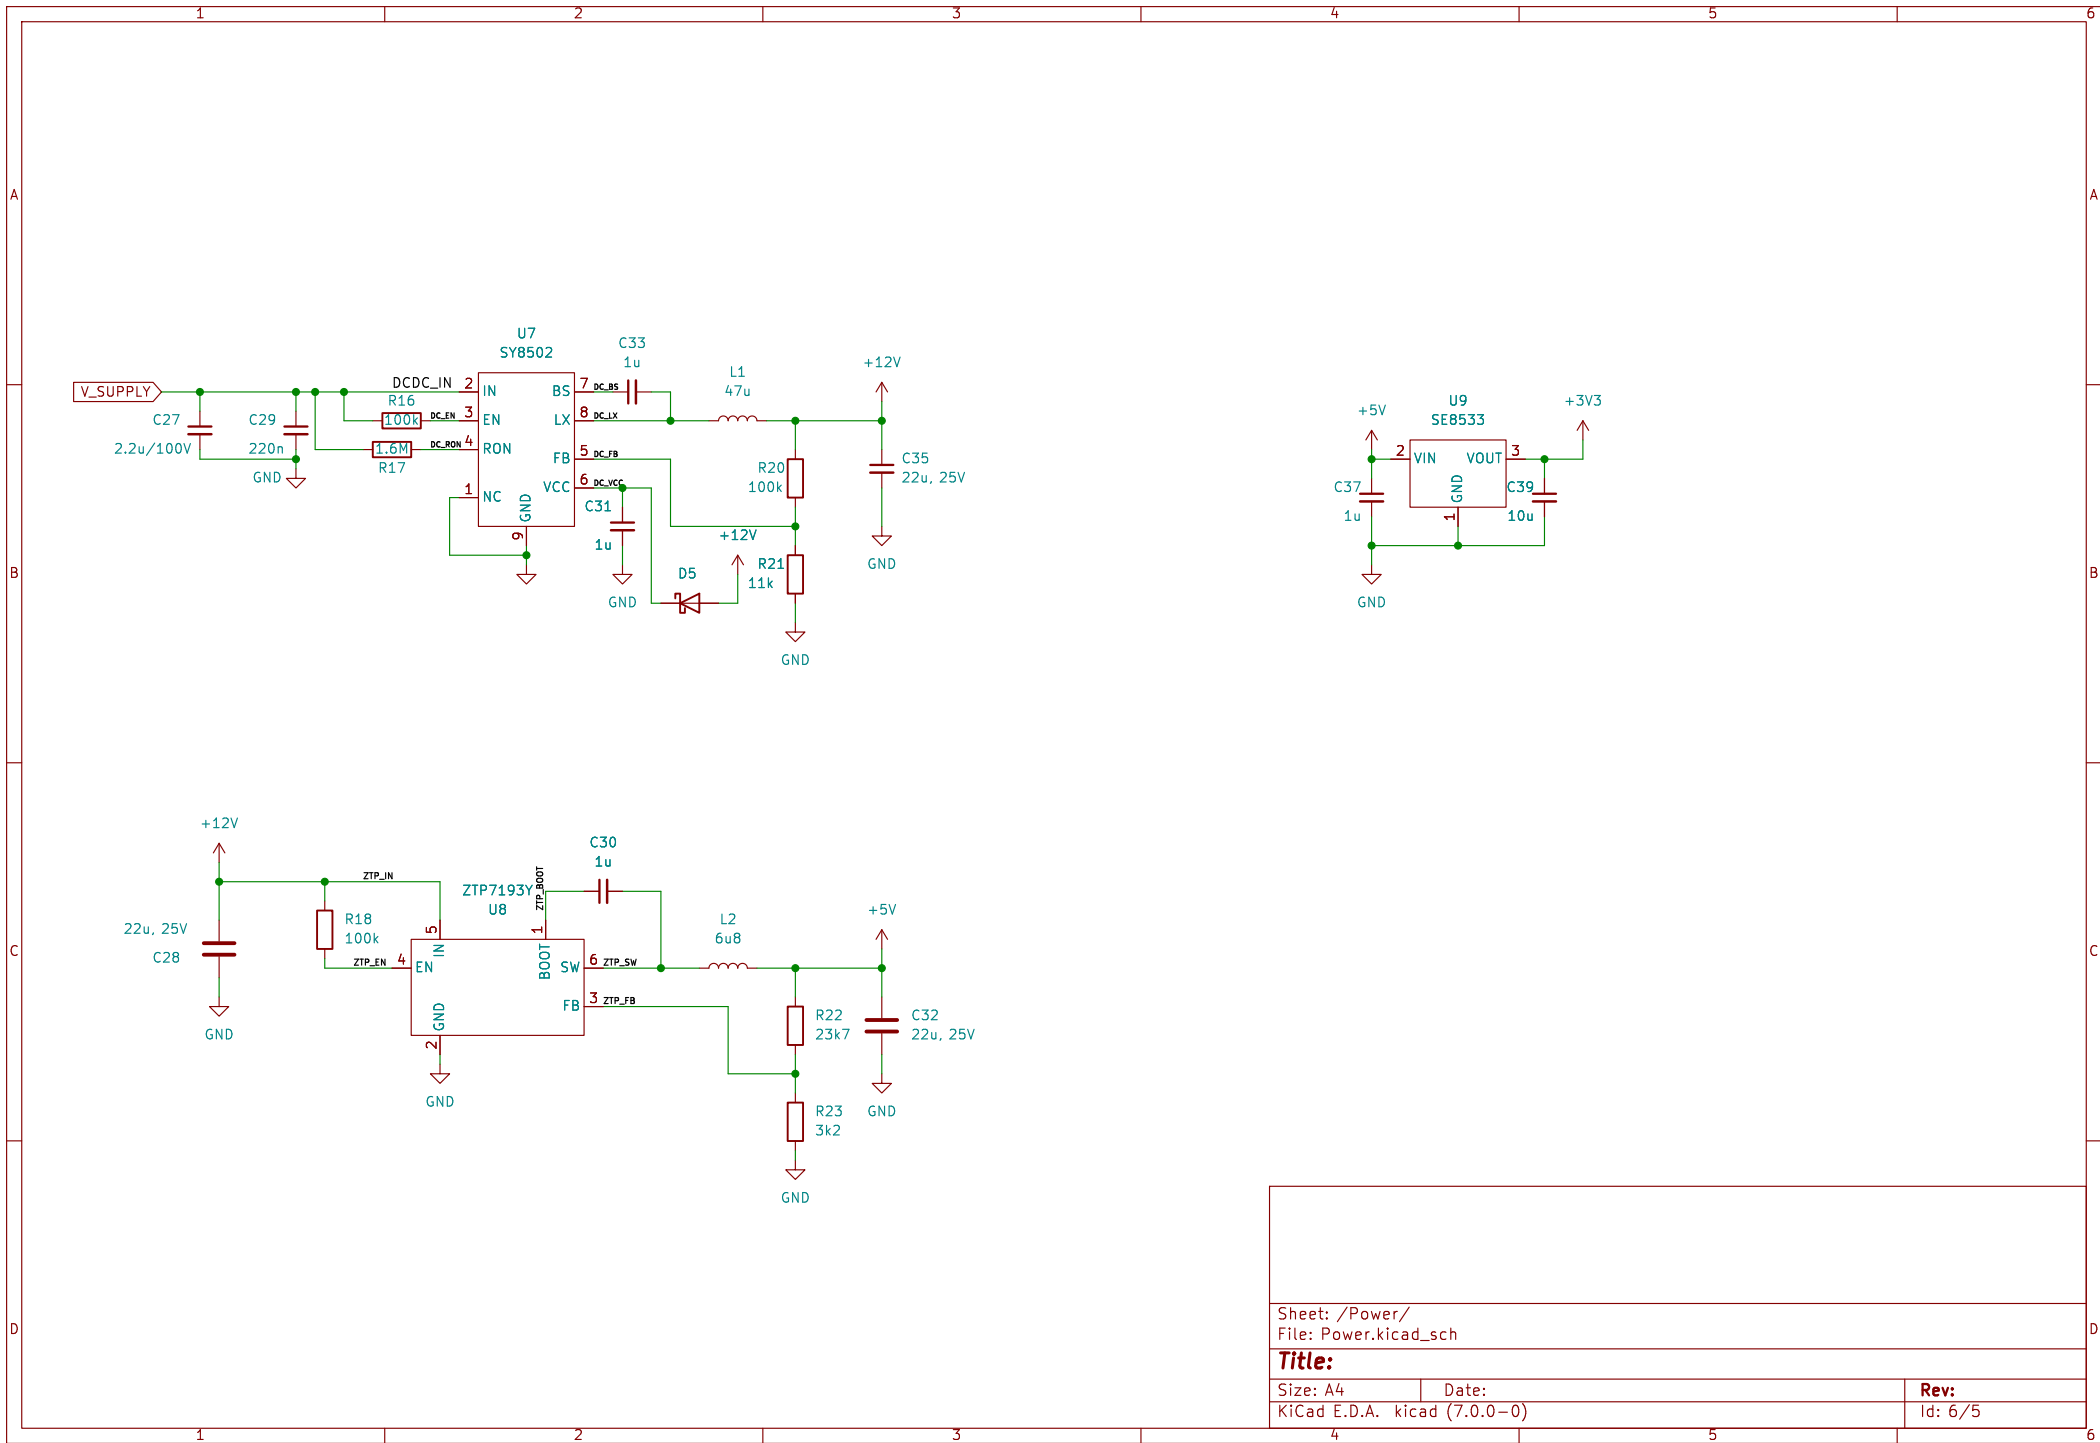 1 2 3 4 5 6
A A
B B
C C
D D
U7
SY8502
C33
1u
L1
47u
+12V
V_SUPPLY
DCDC_IN
2 IN
BS 7
DC_BS
R16
100k
DC_EN
3 EN
LX 8
DC_LX
C27
2.2u/100V
C29
220n
GND
1.6M
R17
DC_RON
4 RON
FB 5
DC_FB
VCC 6
DC_VCC
1 NC
GND
9
C31
1u
GND
D5
+12V
R20
100k
R21
11k
GND
C35
22u, 25V
GND
+5V
U9
SE8533
+3V3
2 VIN
VOUT 3
GND
1
C37
1u
C39
10u
GND
+12V
ZTP_IN
22u, 25V
C28
GND
R18
100k
ZTP_EN
ZTP7193Y
U8
5
IN
4 EN
GND
2
GND
ZTP_BOOT
1
BOOT
C30
1u
SW 6
ZTP_SW
FB 3
ZTP_FB
L2
6u8
+5V
R22
23k7
C32
22u, 25V
GND
R23
3k2
GND
Sheet: /Power/
File: Power.kicad_sch
Title:
Size: A4 Date: Rev:
KiCad E.D.A. kicad (7.0.0-0) Id: 6/5
1 2 3 4 5 6